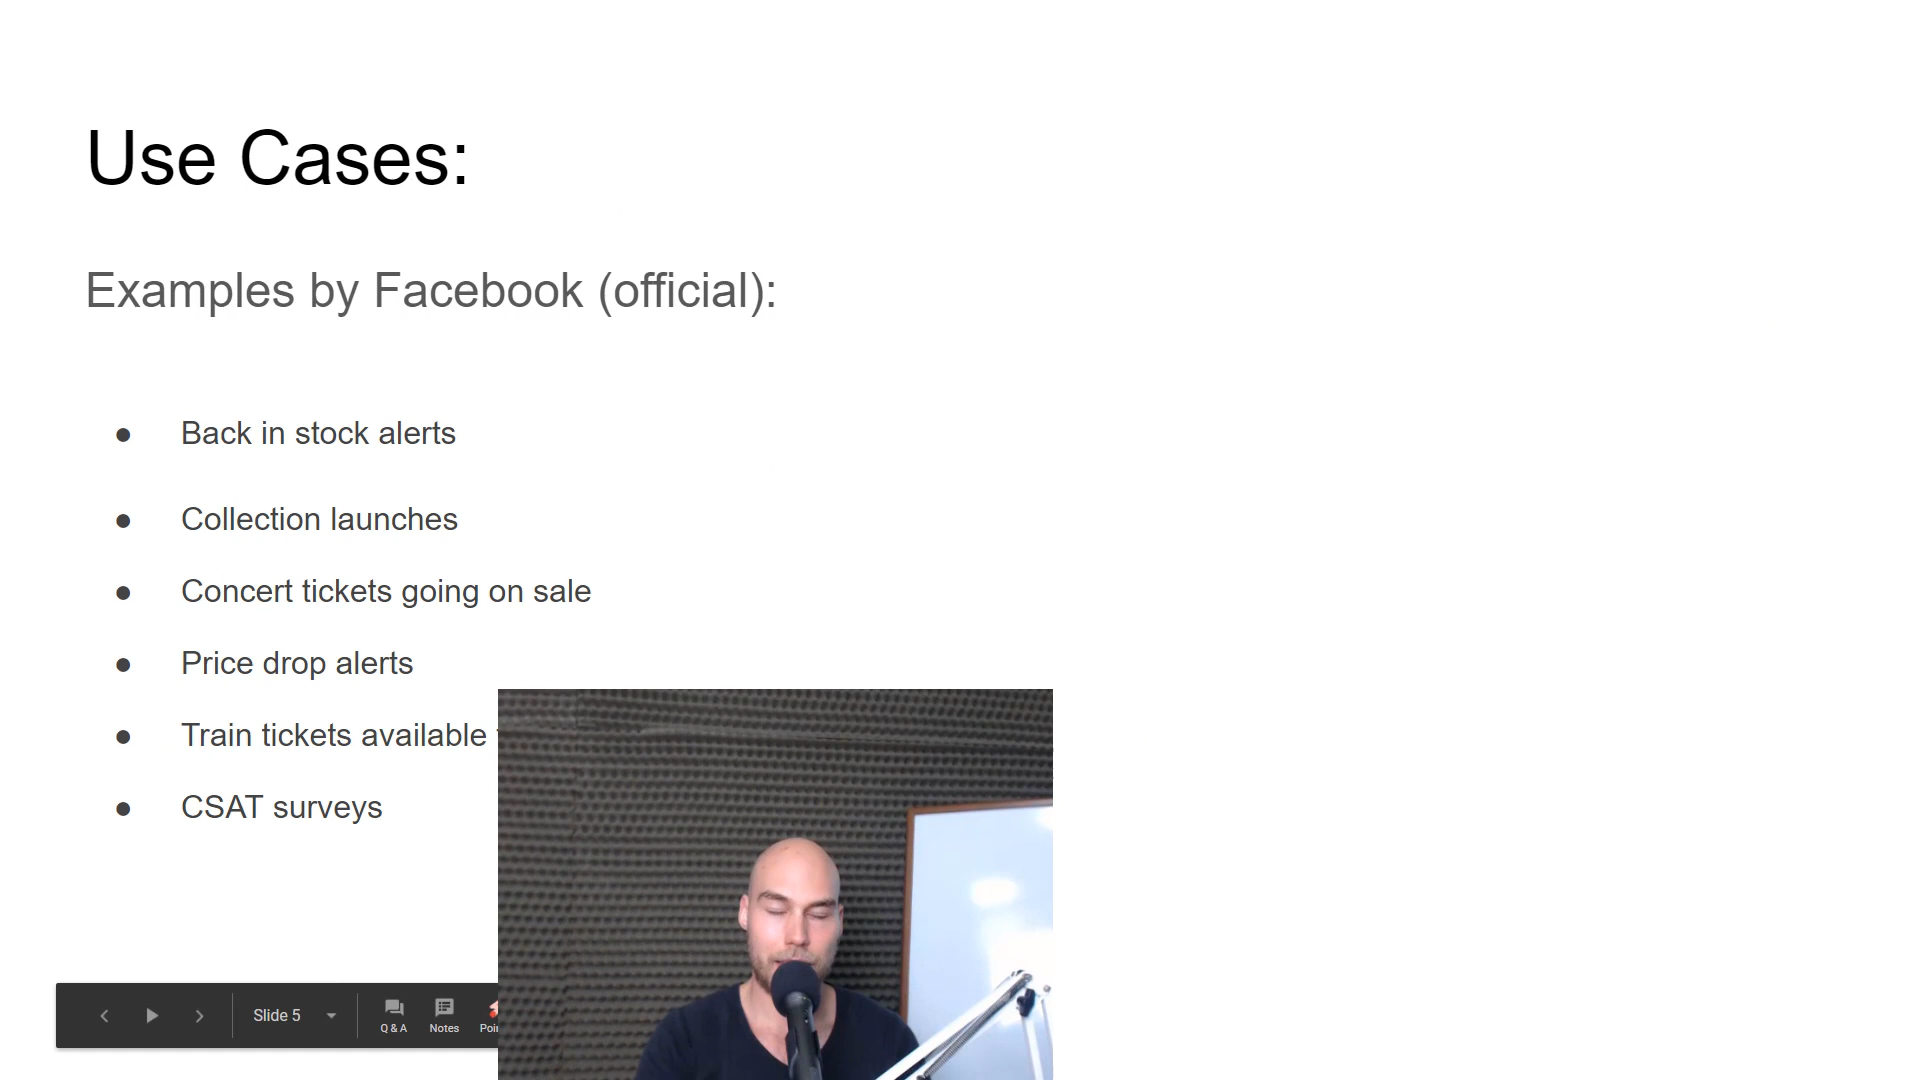 Use Cases:
Examples by Facebook (official):
● Back in stock alerts
● Collection launches
● Concert tickets going on sale
● Price drop alerts
● Train tickets available
● CSAT surveys
Slide 5
Q & A
Notes